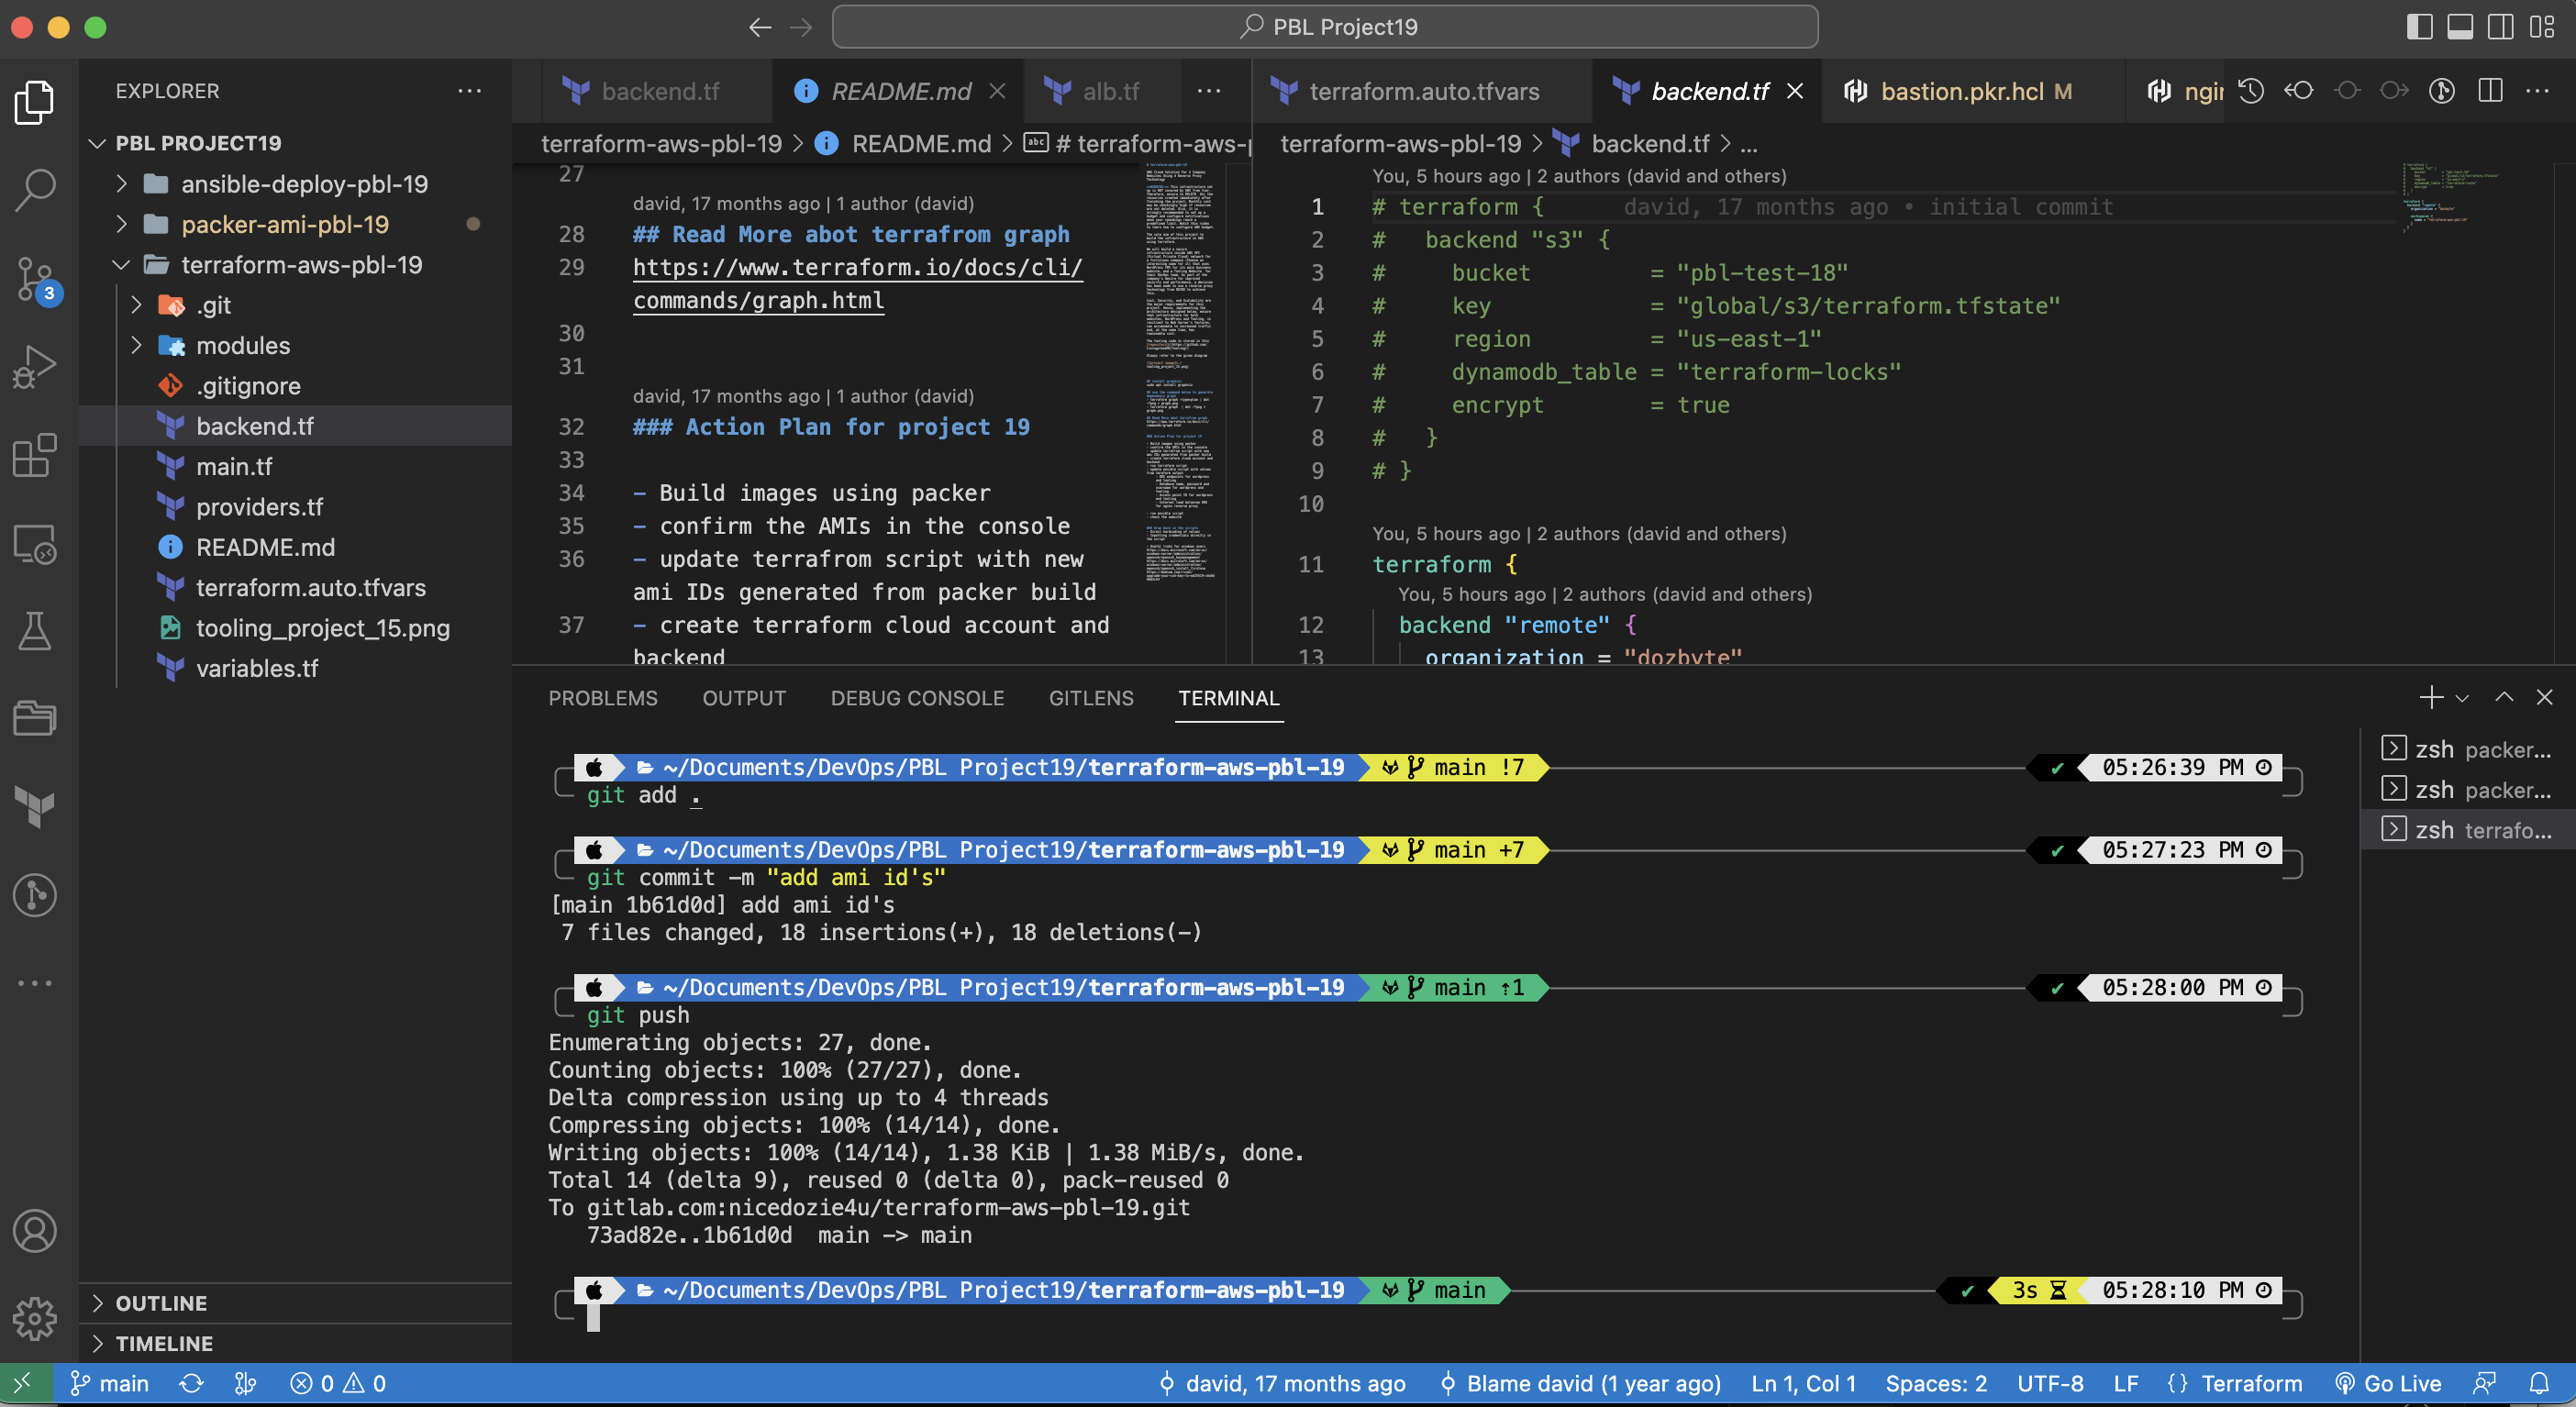 PBL Project19
EXPLORER
PBL PROJECT19
ansible-deploy-pbl-19
packer-ami-pbl-19
terraform-aws-pbl-19
.git
modules
.gitignore
backend.tf
main.tf
providers.tf
README.md
terraform.auto.tfvars
tooling_project_15.png
variables.tf
OUTLINE
TIMELINE
3
backend.tf
README.md
alb.tf
terraform-aws-pbl-19 > README.md > # terraform-aws-
27
david, 17 months ago | 1 author (david)
28 ## Read More abot terrafrom graph
29 https://www.terraform.io/docs/cli/
commands/graph.html
30
31
david, 17 months ago | 1 author (david)
32 ### Action Plan for project 19
33
34 - Build images using packer
35 - confirm the AMIs in the console
36 - update terrafrom script with new
ami IDs generated from packer build
37 - create terraform cloud account and
backend
terraform.auto.tfvars
backend.tf
bastion.pkr.hcl M
ngin
terraform-aws-pbl-19 > backend.tf > ...
You, 5 hours ago | 2 authors (david and others)
1 # terraform { david, 17 months ago • initial commit
2 #   backend "s3" {
3 #     bucket         = "pbl-test-18"
4 #     key            = "global/s3/terraform.tfstate"
5 #     region         = "us-east-1"
6 #     dynamodb_table = "terraform-locks"
7 #     encrypt        = true
8 #   }
9 # }
10
You, 5 hours ago | 2 authors (david and others)
11 terraform {
You, 5 hours ago | 2 authors (david and others)
12   backend "remote" {
13     organization = "dozbyte"
PROBLEMS OUTPUT DEBUG CONSOLE GITLENS TERMINAL
~/Documents/DevOps/PBL Project19/terraform-aws-pbl-19 main !7 ✔ 05:26:39 PM
git add .
~/Documents/DevOps/PBL Project19/terraform-aws-pbl-19 main +7 ✔ 05:27:23 PM
git commit -m "add ami id's"
[main 1b61d0d] add ami id's
7 files changed, 18 insertions(+), 18 deletions(-)
~/Documents/DevOps/PBL Project19/terraform-aws-pbl-19 main ⇡1 ✔ 05:28:00 PM
git push
Enumerating objects: 27, done.
Counting objects: 100% (27/27), done.
Delta compression using up to 4 threads
Compressing objects: 100% (14/14), done.
Writing objects: 100% (14/14), 1.38 KiB | 1.38 MiB/s, done.
Total 14 (delta 9), reused 0 (delta 0), pack-reused 0
To gitlab.com:nicedozie4u/terraform-aws-pbl-19.git
73ad82e..1b61d0d  main -> main
~/Documents/DevOps/PBL Project19/terraform-aws-pbl-19 main ✔ 3s 05:28:10 PM
zsh packer...
zsh packer...
zsh terrafo...
main 0 0 david, 17 months ago Blame david (1 year ago) Ln 1, Col 1 Spaces: 2 UTF-8 LF {} Terraform Go Live